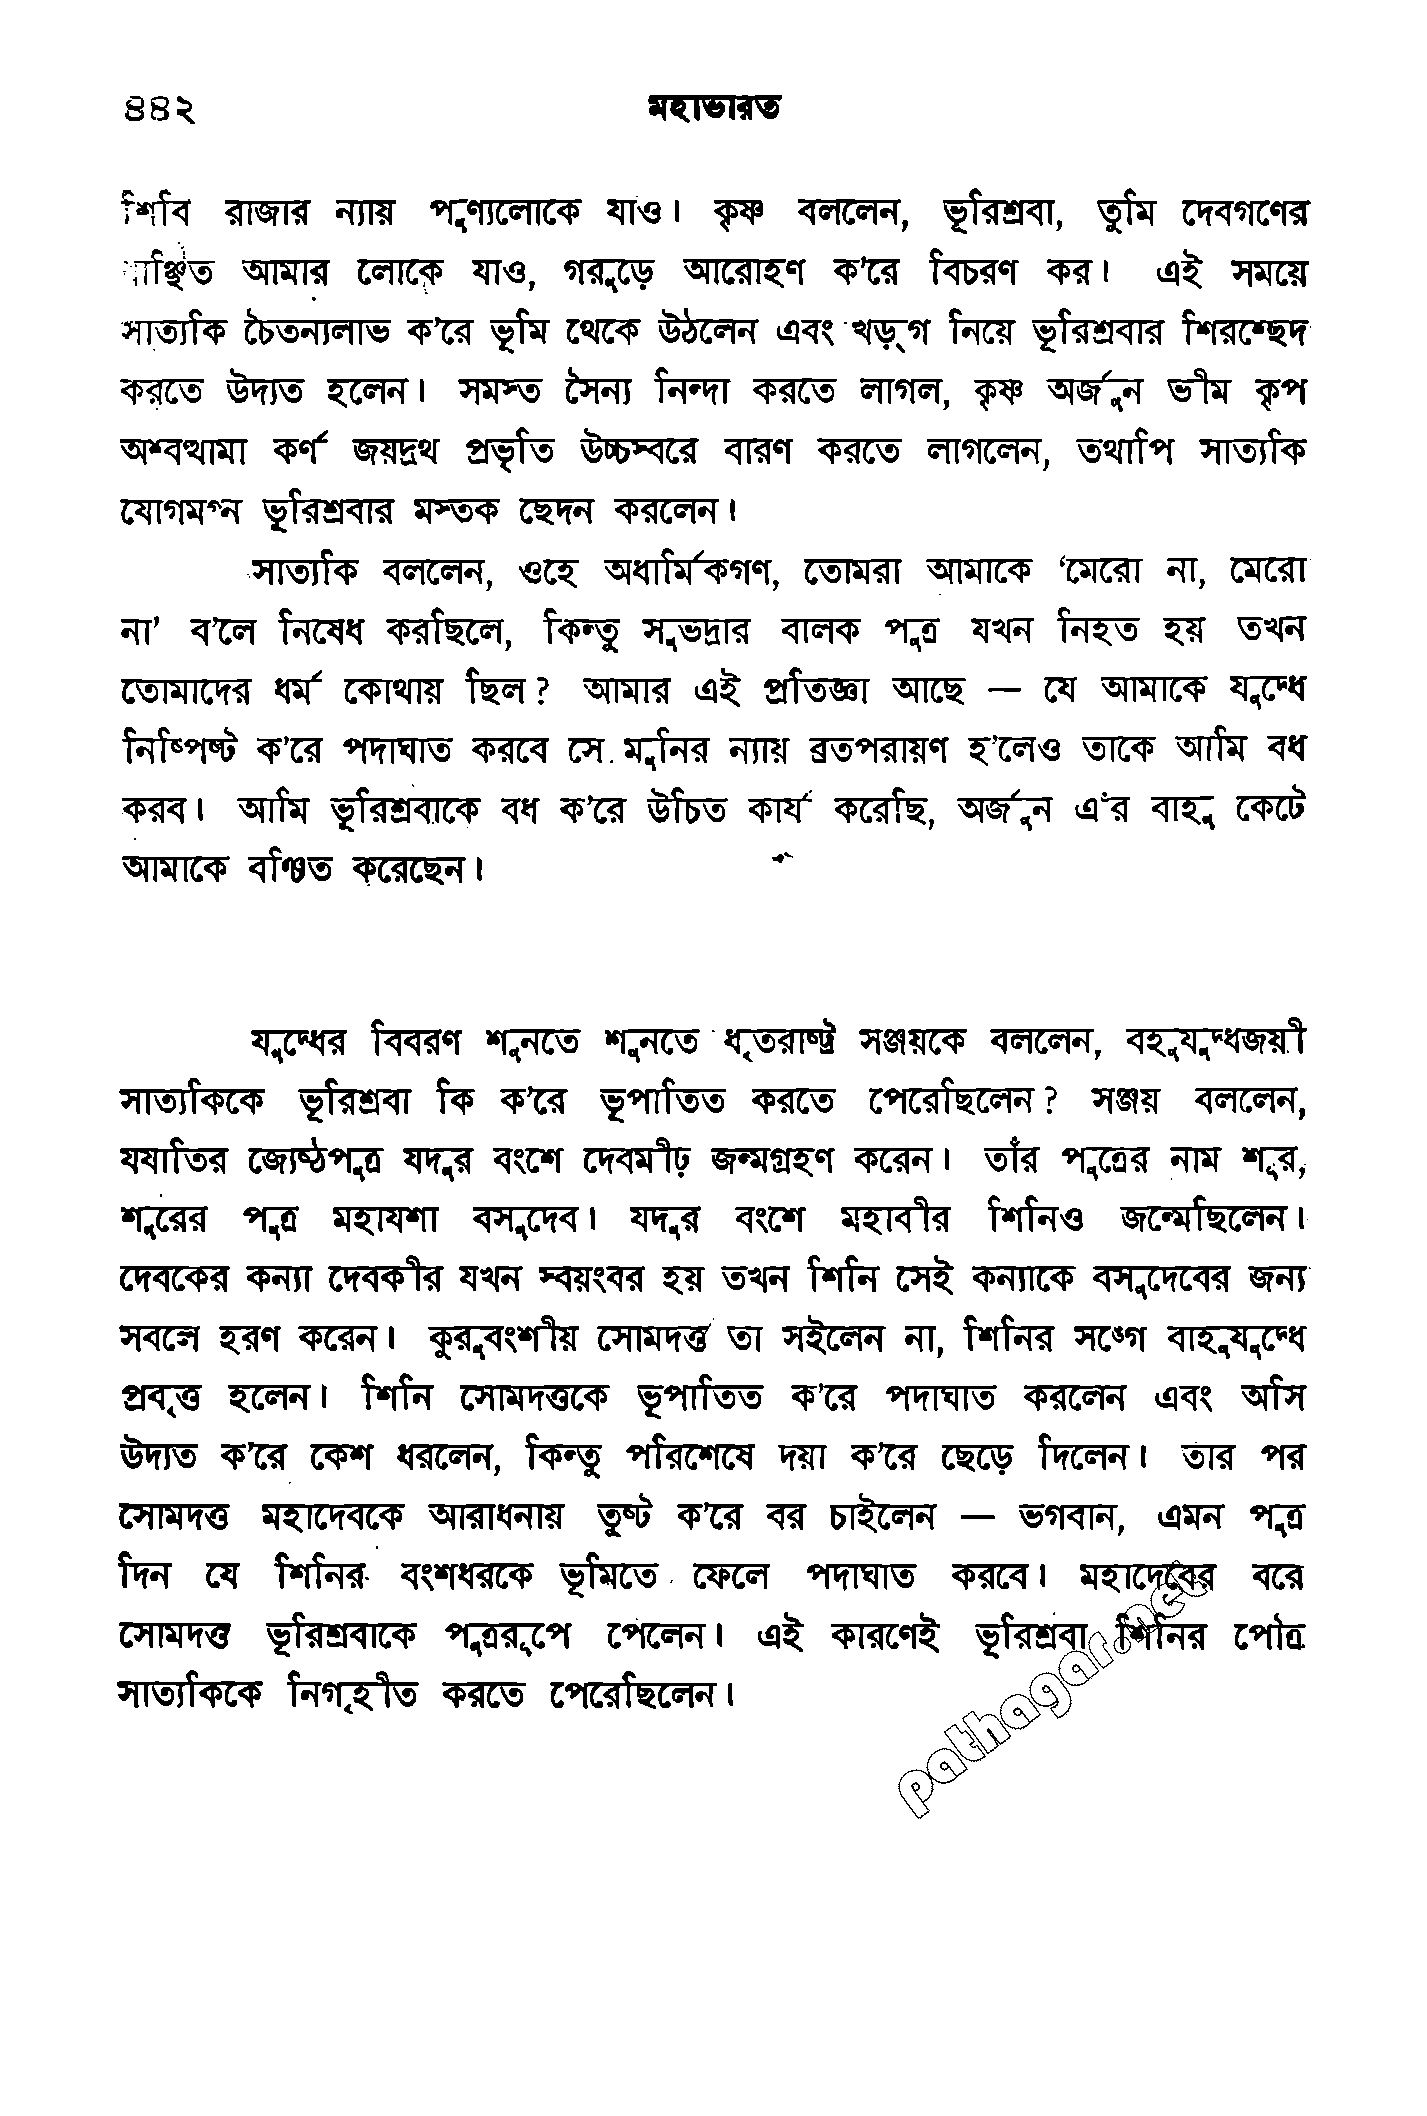 ৪৪২ মহাভারত
শিবি রাজার ন্যায় পুণ্যলোকে যাও। কৃষ্ণ বললেন, ভূরিশ্রবা, তুমি দেবগণের
বাঞ্ছিত আমার লোকে যাও, গরুড়ে আরোহণ ক'রে বিচরণ কর। এই সময়ে
সাত্যকি চৈতন্যলাভ ক'রে ভূমি থেকে উঠলেন এবং খড়্‌গ নিয়ে ভূরিশ্রবার শিরশ্ছেদ
করতে উদ্যত হলেন। সমস্ত সৈন্য নিন্দা করতে লাগল, কৃষ্ণ অর্জুন ভীম কৃপ
অশ্বত্থামা কর্ণ জয়দ্রথ প্রভৃতি উচ্চস্বরে বারণ করতে লাগলেন, তথাপি সাত্যকি
যোগমগ্ন ভূরিশ্রবার মস্তক ছেদন করলেন।
সাত্যকি বললেন, ওহে অধার্মিকগণ, তোমরা আমাকে ‘মেরো না, মেরো
না’ ব'লে নিষেধ করছিলে, কিন্তু সুভদ্রার বালক পুত্র যখন নিহত হয় তখন
তোমাদের ধর্ম কোথায় ছিল? আমার এই প্রতিজ্ঞা আছে — যে আমাকে যুদ্ধে
নিষ্পিষ্ট ক'রে পদাঘাত করবে সে মুনির ন্যায় ব্রতপরায়ণ হ'লেও তাকে আমি বধ
করব। আমি ভূরিশ্রবাকে বধ ক'রে উচিত কার্য করেছি, অর্জুন এঁর বাহু কেটে
আমাকে বঞ্চিত করেছেন।
যুদ্ধের বিবরণ শুনতে শুনতে ধৃতরাষ্ট্র সঞ্জয়কে বললেন, বহুযুদ্ধজয়ী
সাত্যকিকে ভূরিশ্রবা কি ক'রে ভূপাতিত করতে পেরেছিলেন? সঞ্জয় বললেন,
যযাতির জ্যেষ্ঠপুত্র যদুর বংশে দেবমীঢ় জন্মগ্রহণ করেন। তাঁর পুত্রের নাম শূর,
শূরের পুত্র মহাযশা বসুদেব। যদুর বংশে মহাবীর শিনিও জন্মেছিলেন।
দেবকের কন্যা দেবকীর যখন স্বয়ংবর হয় তখন শিনি সেই কন্যাকে বসুদেবের জন্য
সবলে হরণ করেন। কুরুবংশীয় সোমদত্ত তা সইলেন না, শিনির সঙ্গে বাহুযুদ্ধে
প্রবৃত্ত হলেন। শিনি সোমদত্তকে ভূপাতিত ক'রে পদাঘাত করলেন এবং অসি
উদ্যত ক'রে কেশ ধরলেন, কিন্তু পরিশেষে দয়া ক'রে ছেড়ে দিলেন। তার পর
সোমদত্ত মহাদেবকে আরাধনায় তুষ্ট ক'রে বর চাইলেন — ভগবান, এমন পুত্র
দিন যে শিনির বংশধরকে ভূমিতে ফেলে পদাঘাত করবে। মহাদেবের বরে
সোমদত্ত ভূরিশ্রবাকে পুত্ররূপে পেলেন। এই কারণেই ভূরিশ্রবা শিনির পৌত্র
সাত্যকিকে নিগৃহীত করতে পেরেছিলেন।
pathagar.net